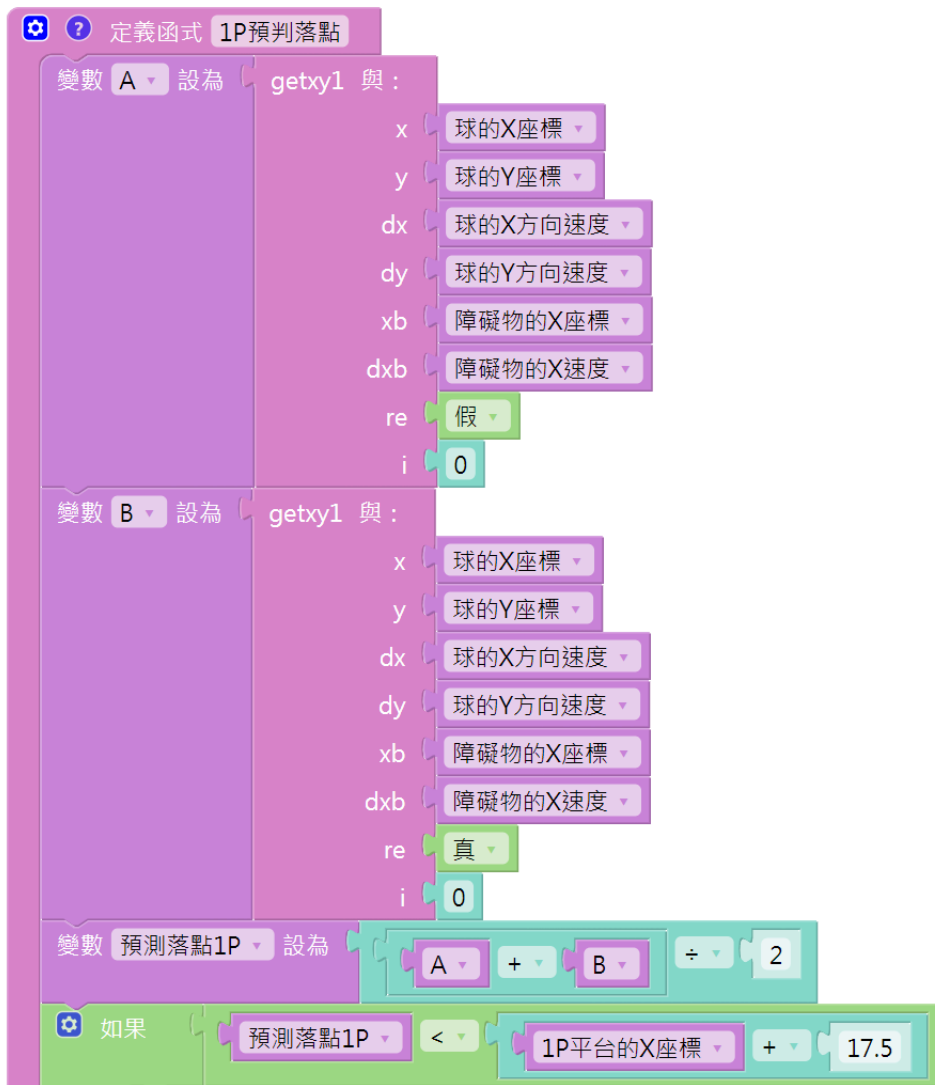 ? 定義函式 1P預判落點
變數 A 設為 getxy1 與 :
x 球的X座標
y 球的Y座標
dx 球的X方向速度
dy 球的Y方向速度
xb 障礙物的X座標
dxb 障礙物的X速度
re 假
i 0
變數 B 設為 getxy1 與 :
x 球的X座標
y 球的Y座標
dx 球的X方向速度
dy 球的Y方向速度
xb 障礙物的X座標
dxb 障礙物的X速度
re 真
i 0
變數 預測落點1P 設為 A + B ÷ 2
如果 預測落點1P < 1P平台的X座標 + 17.5